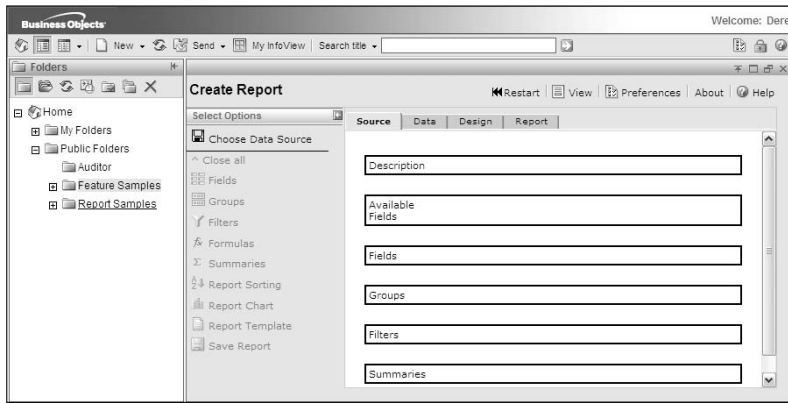 Business Objects
Welcome: Dere
New
Send
My InfoView
Search title
Folders
Home
My Folders
Public Folders
Auditor
Feature Samples
Report Samples
Create Report
Restart
View
Preferences
About
Help
Select Options
Choose Data Source
Close all
Fields
Groups
Filters
Formulas
Summaries
Report Sorting
Report Chart
Report Template
Save Report
Source
Data
Design
Report
Description
Available
Fields
Fields
Groups
Filters
Summaries